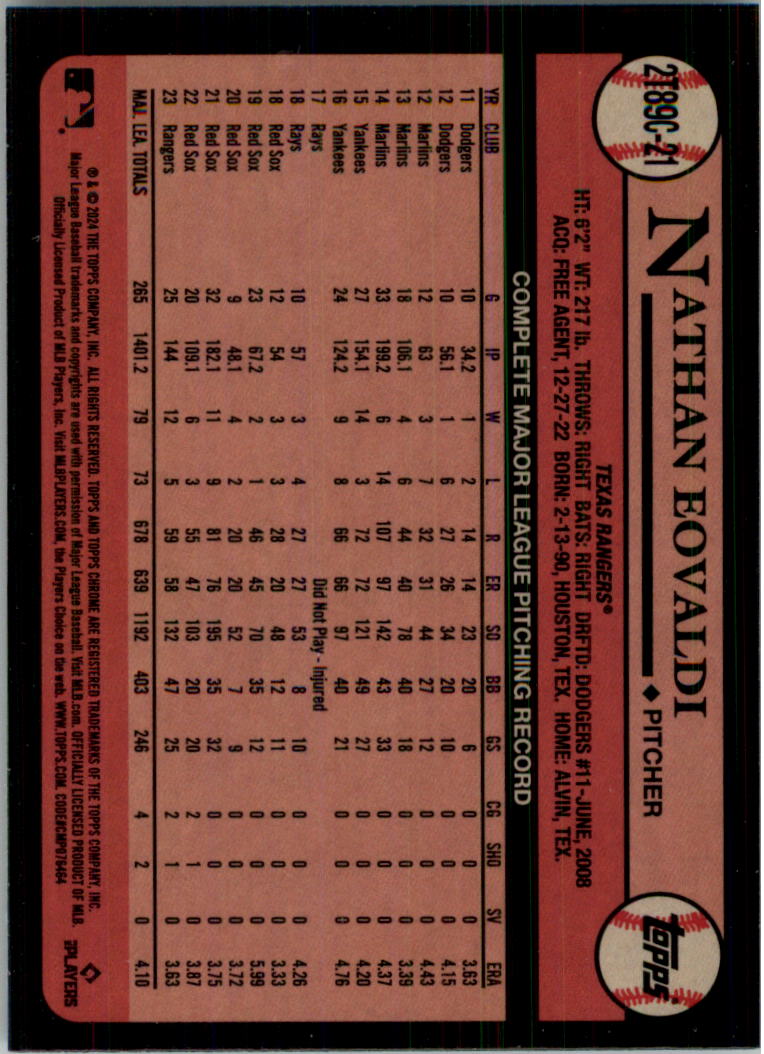 2T89C-21
NATHAN EOVALDI
◆ PITCHER
topps
TEXAS RANGERS®
HT: 6'2" WT: 217 lb. THROWS: RIGHT BATS: RIGHT DRFTD: DODGERS #11-JUNE, 2008
ACQ: FREE AGENT, 12-27-22 BORN: 2-13-90, HOUSTON, TEX. HOME: ALVIN, TEX.
COMPLETE MAJOR LEAGUE PITCHING RECORD
YR CLUB G IP W L R ER SO BB GS CG SHO SV ERA
11 Dodgers 10 34.2 1 2 14 14 23 20 6 0 0 0 3.63
12 Dodgers 10 56.1 1 6 27 26 34 20 10 0 0 0 4.15
12 Marlins 12 63 3 7 32 31 44 27 12 0 0 0 4.43
13 Marlins 18 106.1 4 6 44 40 78 40 18 0 0 0 3.39
14 Marlins 33 199.2 6 14 107 97 142 43 33 0 0 0 4.37
15 Yankees 27 154.1 14 3 72 72 121 49 27 0 0 0 4.20
16 Yankees 24 124.2 9 8 66 66 97 40 21 0 0 0 4.76
17 Rays Did Not Play - Injured
18 Rays 10 57 3 4 27 27 53 8 10 0 0 0 4.26
18 Red Sox 12 54 3 3 28 20 48 12 11 0 0 0 3.33
19 Red Sox 23 67.2 2 1 46 45 70 35 12 0 0 0 5.99
20 Red Sox 9 48.1 4 2 20 20 52 7 9 0 0 0 3.72
21 Red Sox 32 182.1 11 9 81 76 195 35 32 0 0 0 3.75
22 Red Sox 20 109.1 6 3 55 47 103 20 20 2 1 0 3.87
23 Rangers 25 144 12 5 59 58 132 47 25 2 1 0 3.63
MAJ. LEA. TOTALS 265 1401.2 79 73 678 639 1192 403 246 4 2 0 4.10
® & © 2024 THE TOPPS COMPANY, INC. ALL RIGHTS RESERVED. TOPPS AND TOPPS CHROME ARE REGISTERED TRADEMARKS OF THE TOPPS COMPANY, INC.
Major League Baseball trademarks and copyrights are used with permission of Major League Baseball. Visit MLB.com. OFFICIALLY LICENSED PRODUCT OF MLB.
Officially Licensed Product of MLB Players, Inc. Visit MLBPLAYERS.COM, the Players Choice on the web. WWW.TOPPS.COM. CODE#CMP076464
PLAYERS